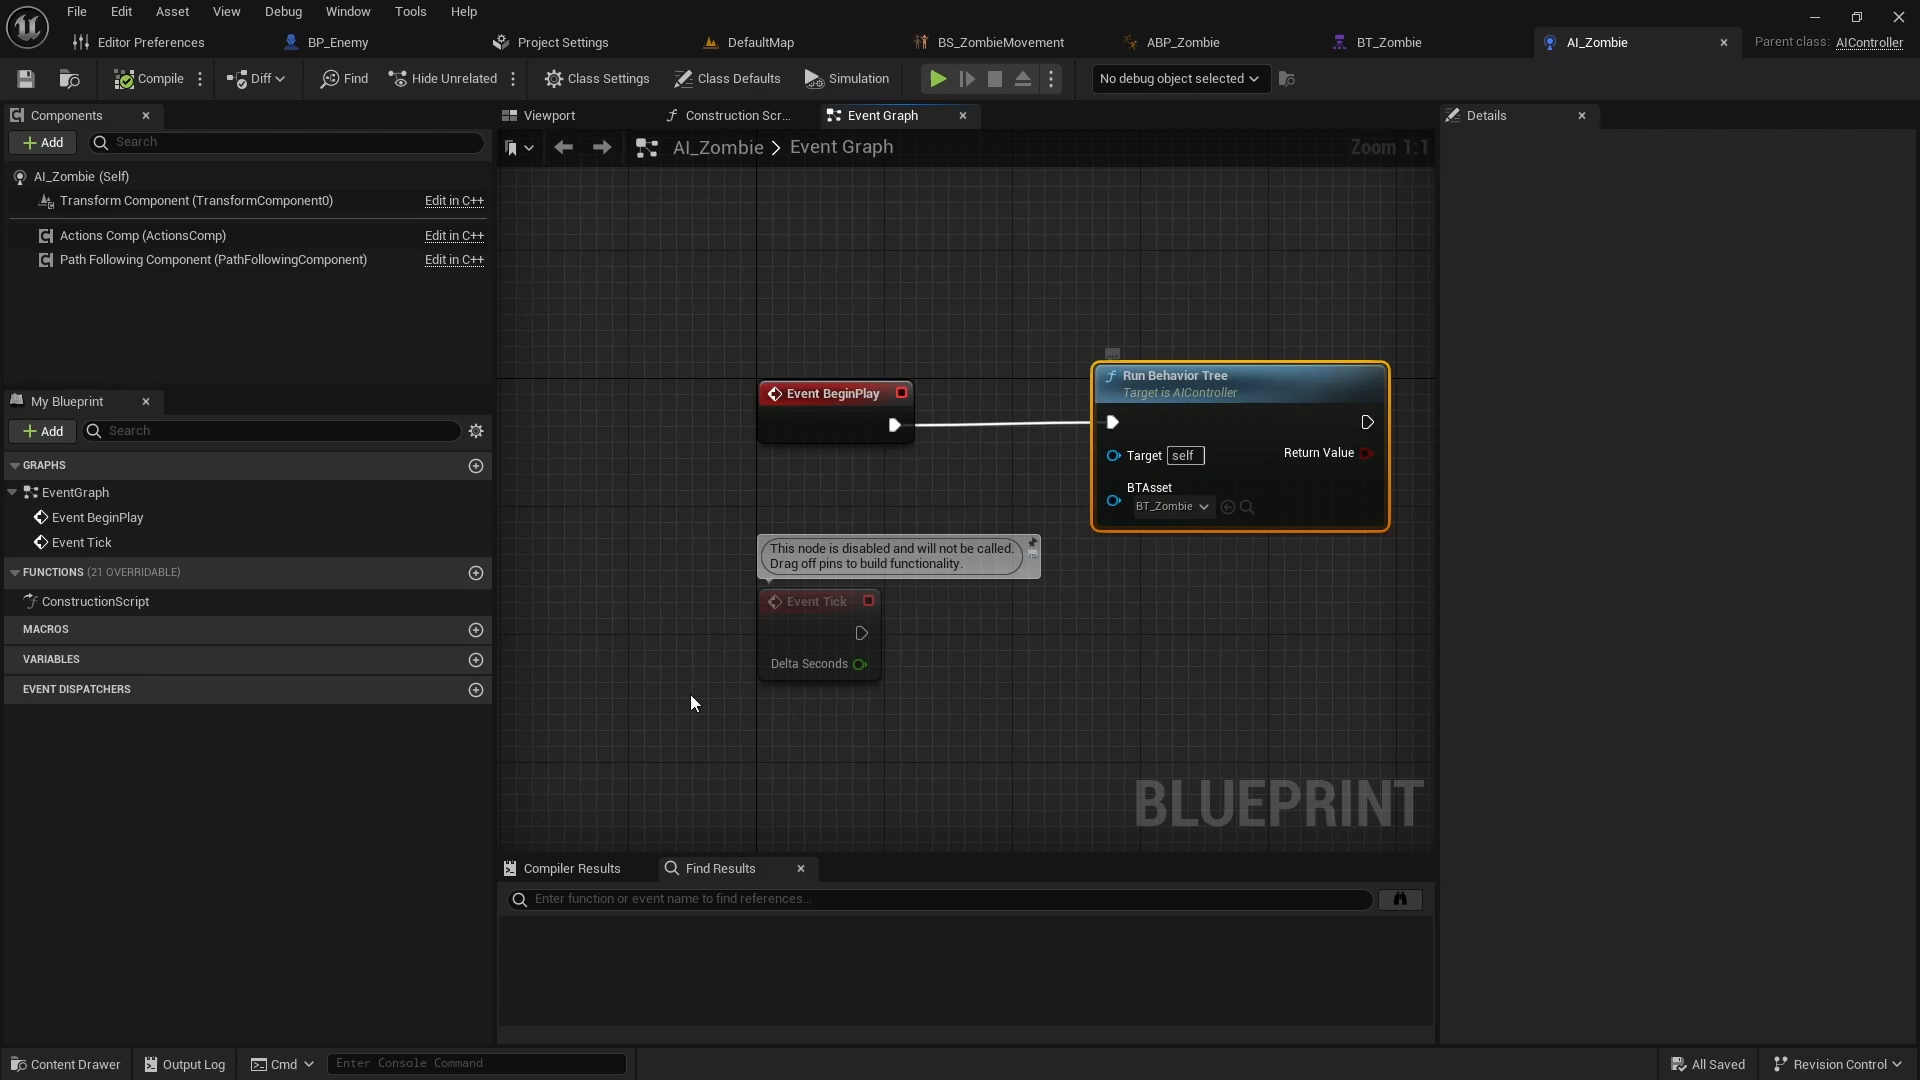 File Edit Asset View Debug Window Tools Help
Editor Preferences BP_Enemy Project Settings DefaultMap BS_ZombieMovement ABP_Zombie BT_Zombie AI_Zombie Parent class: AIController
Compile Diff Find Hide Unrelated Class Settings Class Defaults Simulation No debug object selected
Components
Add Search
AI_Zombie (Self)
Transform Component (TransformComponent0) Edit in C++
Actions Comp (ActionsComp) Edit in C++
Path Following Component (PathFollowingComponent) Edit in C++
My Blueprint
Add Search
GRAPHS
EventGraph
Event BeginPlay
Event Tick
FUNCTIONS (21 OVERRIDABLE)
ConstructionScript
MACROS
VARIABLES
EVENT DISPATCHERS
Viewport Construction Scr... Event Graph
AI_Zombie > Event Graph Zoom 1:1
Event BeginPlay
Run Behavior Tree
Target is AIController
Target self Return Value
BTAsset
BT_Zombie
This node is disabled and will not be called.
Drag off pins to build functionality.
Event Tick
Delta Seconds
BLUEPRINT
Compiler Results Find Results
Enter function or event name to find references...
Details
Content Drawer Output Log Cmd Enter Console Command All Saved Revision Control